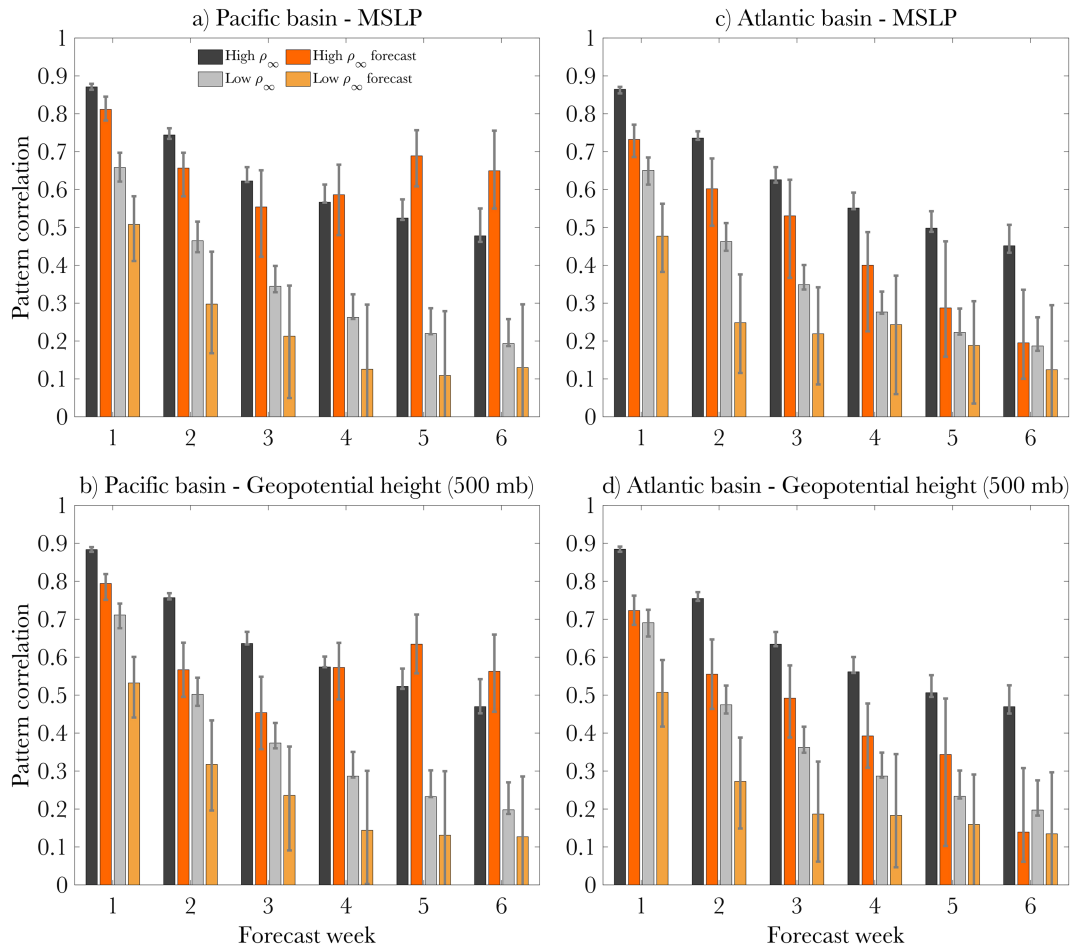 a) Pacific basin - MSLP
1
0.9
0.8
0.7
0.6
0.5
0.4
0.3
0.2
0.1
0
Pattern correlation
High ρ∞
High ρ∞ forecast
Low ρ∞
Low ρ∞ forecast
1 2 3 4 5 6
c) Atlantic basin - MSLP
1
0.9
0.8
0.7
0.6
0.5
0.4
0.3
0.2
0.1
0
1 2 3 4 5 6
b) Pacific basin - Geopotential height (500 mb)
1
0.9
0.8
0.7
0.6
0.5
0.4
0.3
0.2
0.1
0
Pattern correlation
1 2 3 4 5 6
Forecast week
d) Atlantic basin - Geopotential height (500 mb)
1
0.9
0.8
0.7
0.6
0.5
0.4
0.3
0.2
0.1
0
1 2 3 4 5 6
Forecast week